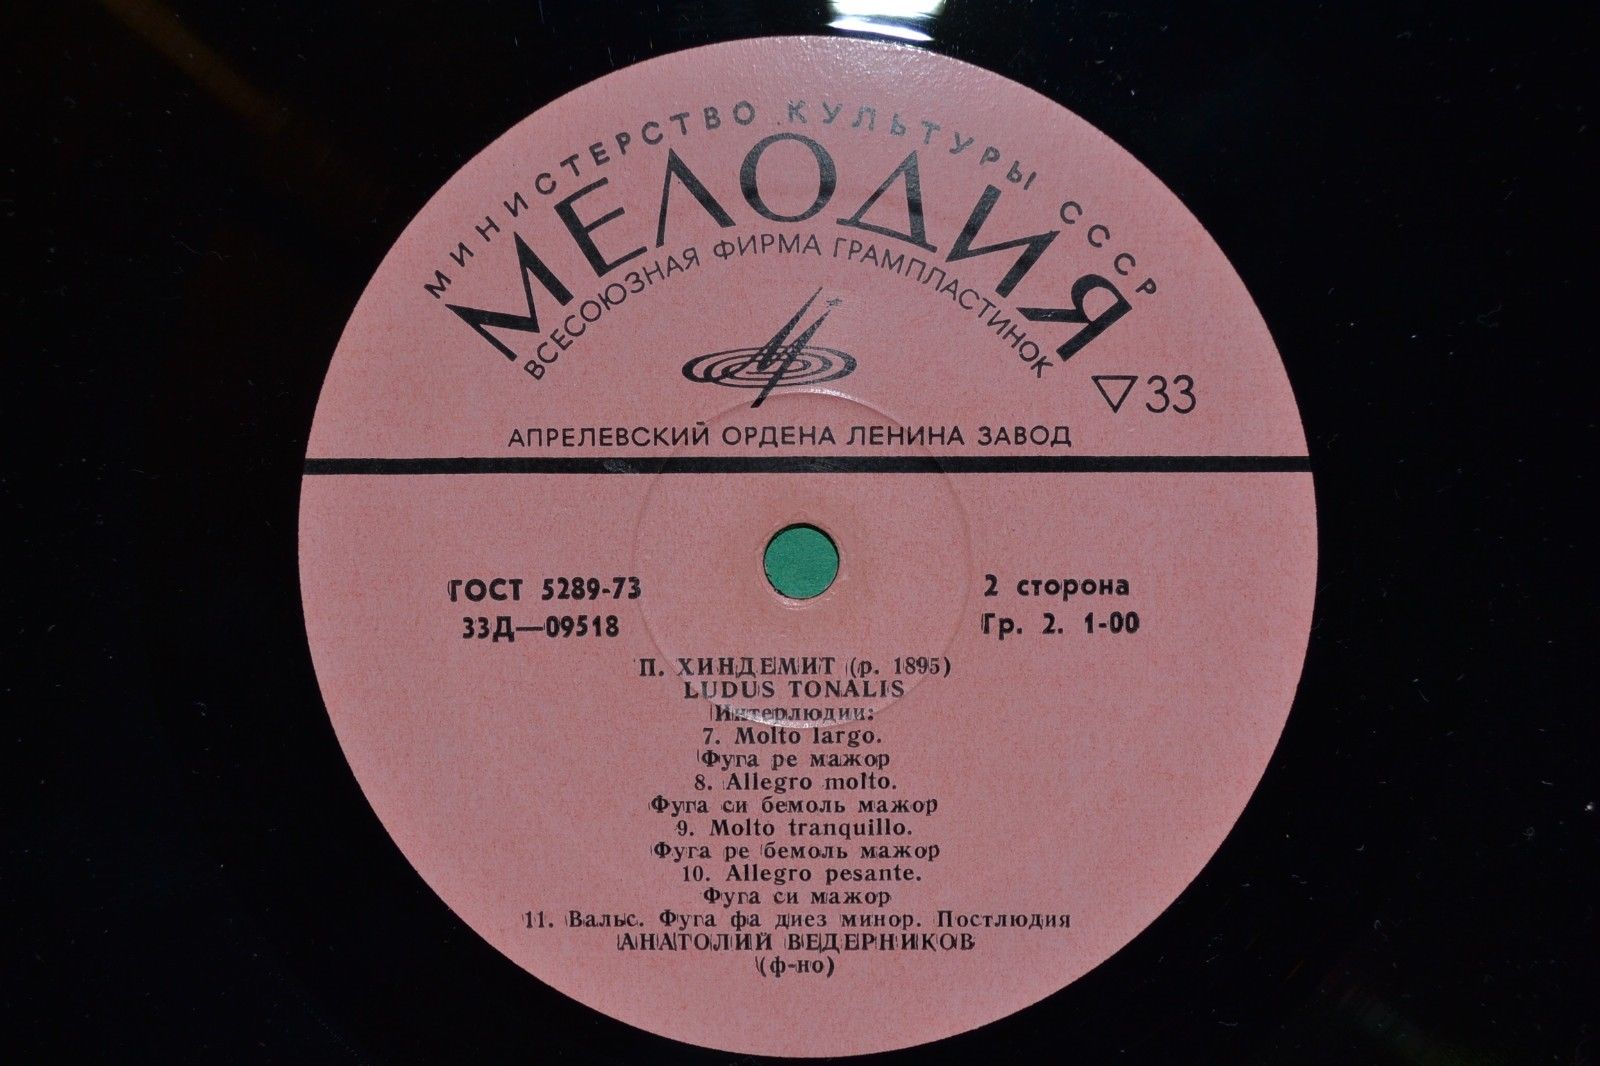 МИНИСТЕРСТВО КУЛЬТУРЫ СССР
МЕЛОДИЯ
ВСЕСОЮЗНАЯ ФИРМА ГРАМПЛАСТИНОК
▽33
АПРЕЛЕВСКИЙ ОРДЕНА ЛЕНИНА ЗАВОД
ГОСТ 5289-73
33Д—09518
2 сторона
Гр. 2. 1-00
П. ХИНДЕМИТ (р. 1895)
LUDUS TONALIS
Интерлюдии:
7. Molto largo.
Фуга ре мажор
8. Allegro molto.
Фуга си бемоль мажор
9. Molto tranquillo.
Фуга ре бемоль мажор
10. Allegro pesante.
Фуга си мажор
11. Вальс. Фуга фа диез минор. Постлюдия
АНАТОЛИЙ ВЕДЕРНИКОВ
(ф-но)